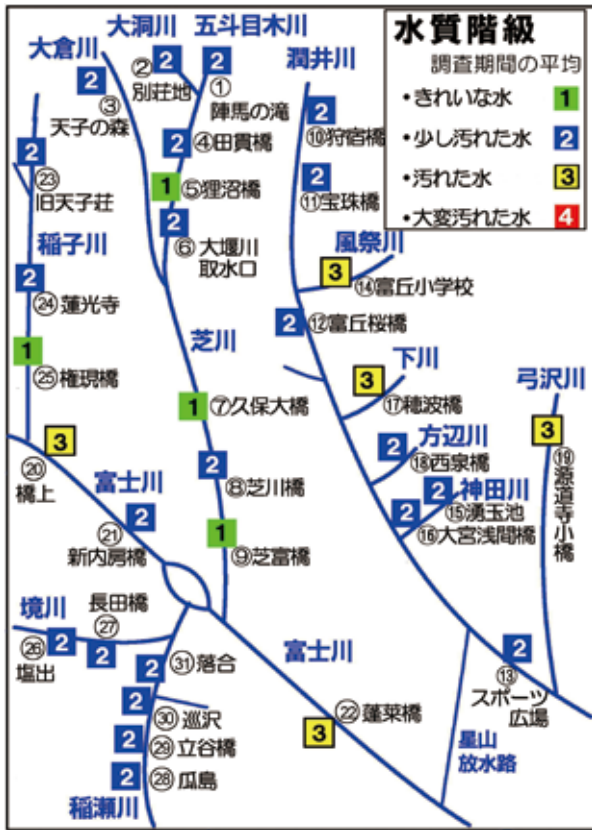 水質階級
調査期間の平均
・きれいな水 1
・少し汚れた水 2
・汚れた水 3
・大変汚れた水 4
大洞川
五斗目木川
大倉川
潤井川
2
②
別荘地
2
①
陣馬の滝
2
③
天子の森
2
④田貫橋
1
⑤狸沼橋
2
⑥大堰川
取水口
2
⑩狩宿橋
2
⑪宝珠橋
風祭川
3
⑭富丘小学校
2
⑫富丘桜橋
2
㉓
旧天子荘
稲子川
2
㉔蓮光寺
1
㉕権現橋
芝川
1
⑦久保大橋
2
⑧芝川橋
1
⑨芝富橋
下川
3
⑰穂波橋
方辺川
2
⑱西泉橋
神田川
2
⑮湧玉池
2
⑯大宮浅間橋
弓沢川
3
⑲源道寺小橋
3
⑳
橋上
富士川
2
㉑
新内房橋
境川
長田橋
㉗
2
㉖
塩出
2
2
㉛落合
2
㉚巡沢
2
㉙立谷橋
2
㉘瓜島
稲瀬川
富士川
㉒蓬莱橋
3
2
⑬
スポーツ
広場
星山
放水路